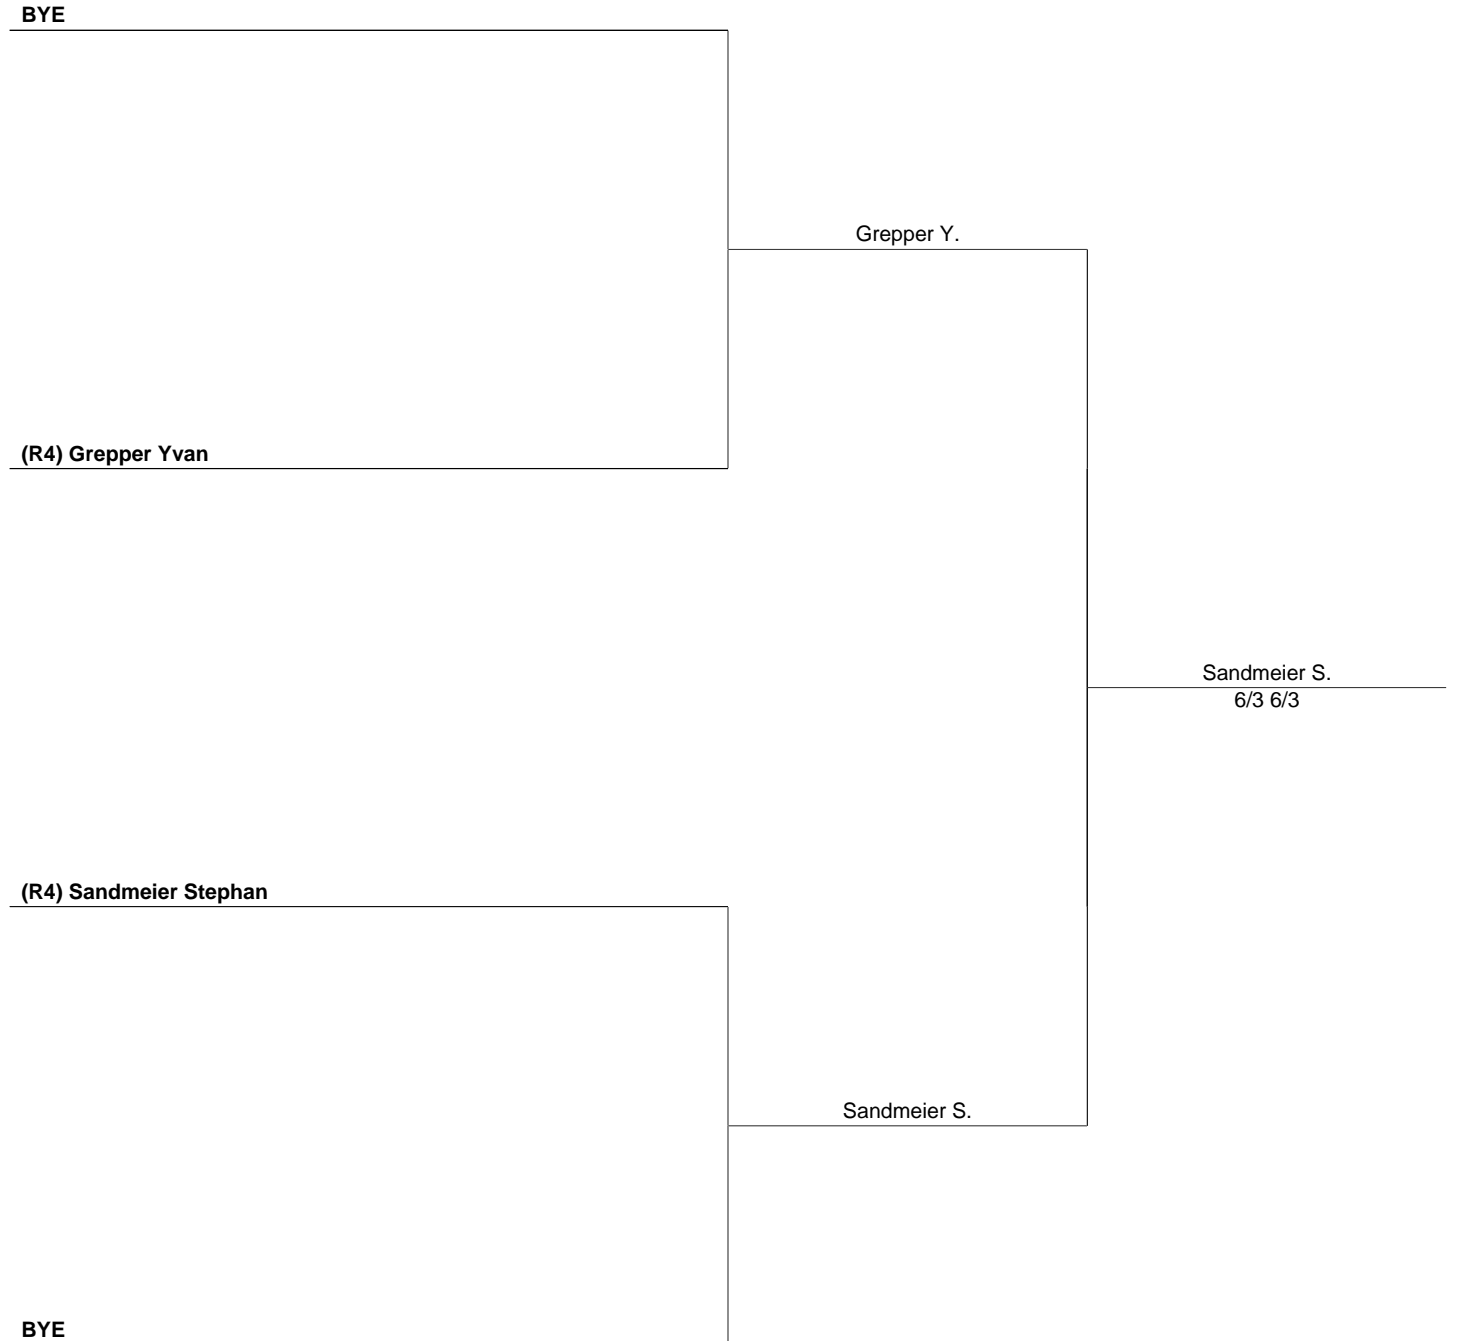 BYE
Grepper Y.
(R4) Grepper Yvan
Sandmeier S.
6/3 6/3
(R4) Sandmeier Stephan
Sandmeier S.
BYE